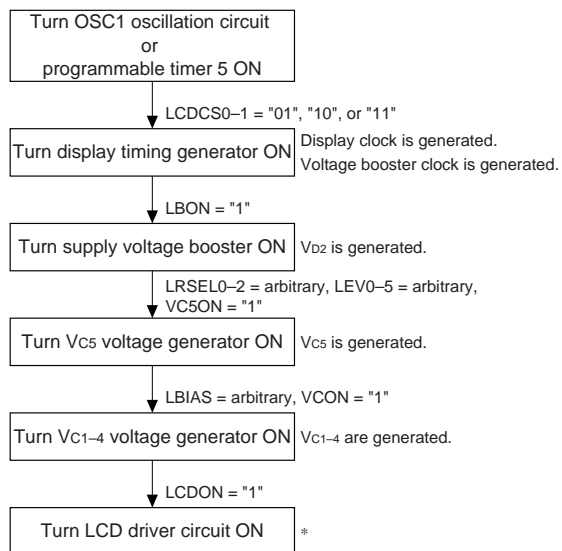 Turn OSC1 oscillation circuit
or
programmable timer 5 ON
LCDCS0–1 = "01", "10", or "11"
Turn display timing generator ON
Display clock is generated.
Voltage booster clock is generated.
LBON = "1"
Turn supply voltage booster ON
VD2 is generated.
LRSEL0–2 = arbitrary, LEV0–5 = arbitrary,
VC5ON = "1"
Turn VC5 voltage generator ON
VC5 is generated.
LBIAS = arbitrary, VCON = "1"
Turn VC1–4 voltage generator ON
VC1–4 are generated.
LCDON = "1"
Turn LCD driver circuit ON
*